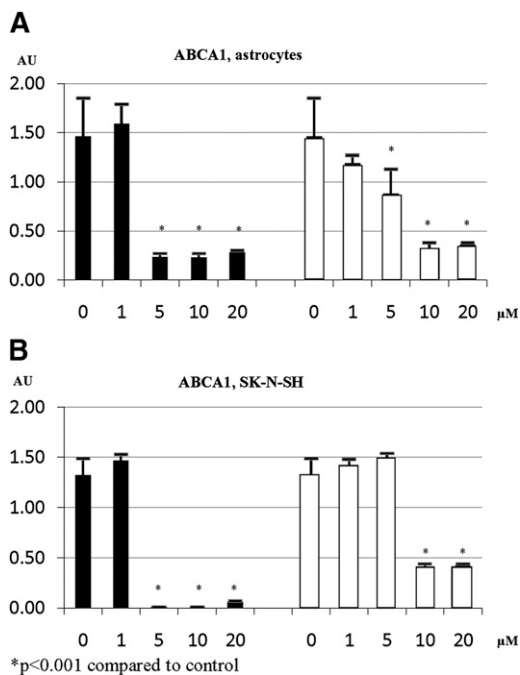 A
ABCA1, astrocytes
AU
2.00
1.50
1.00
0.50
0.00
* * * * * *
0 1 5 10 20 0 1 5 10 20 µM
B
ABCA1, SK-N-SH
AU
2.00
1.50
1.00
0.50
0.00
* * * * *
0 1 5 10 20 0 1 5 10 20 µM
*p<0.001 compared to control